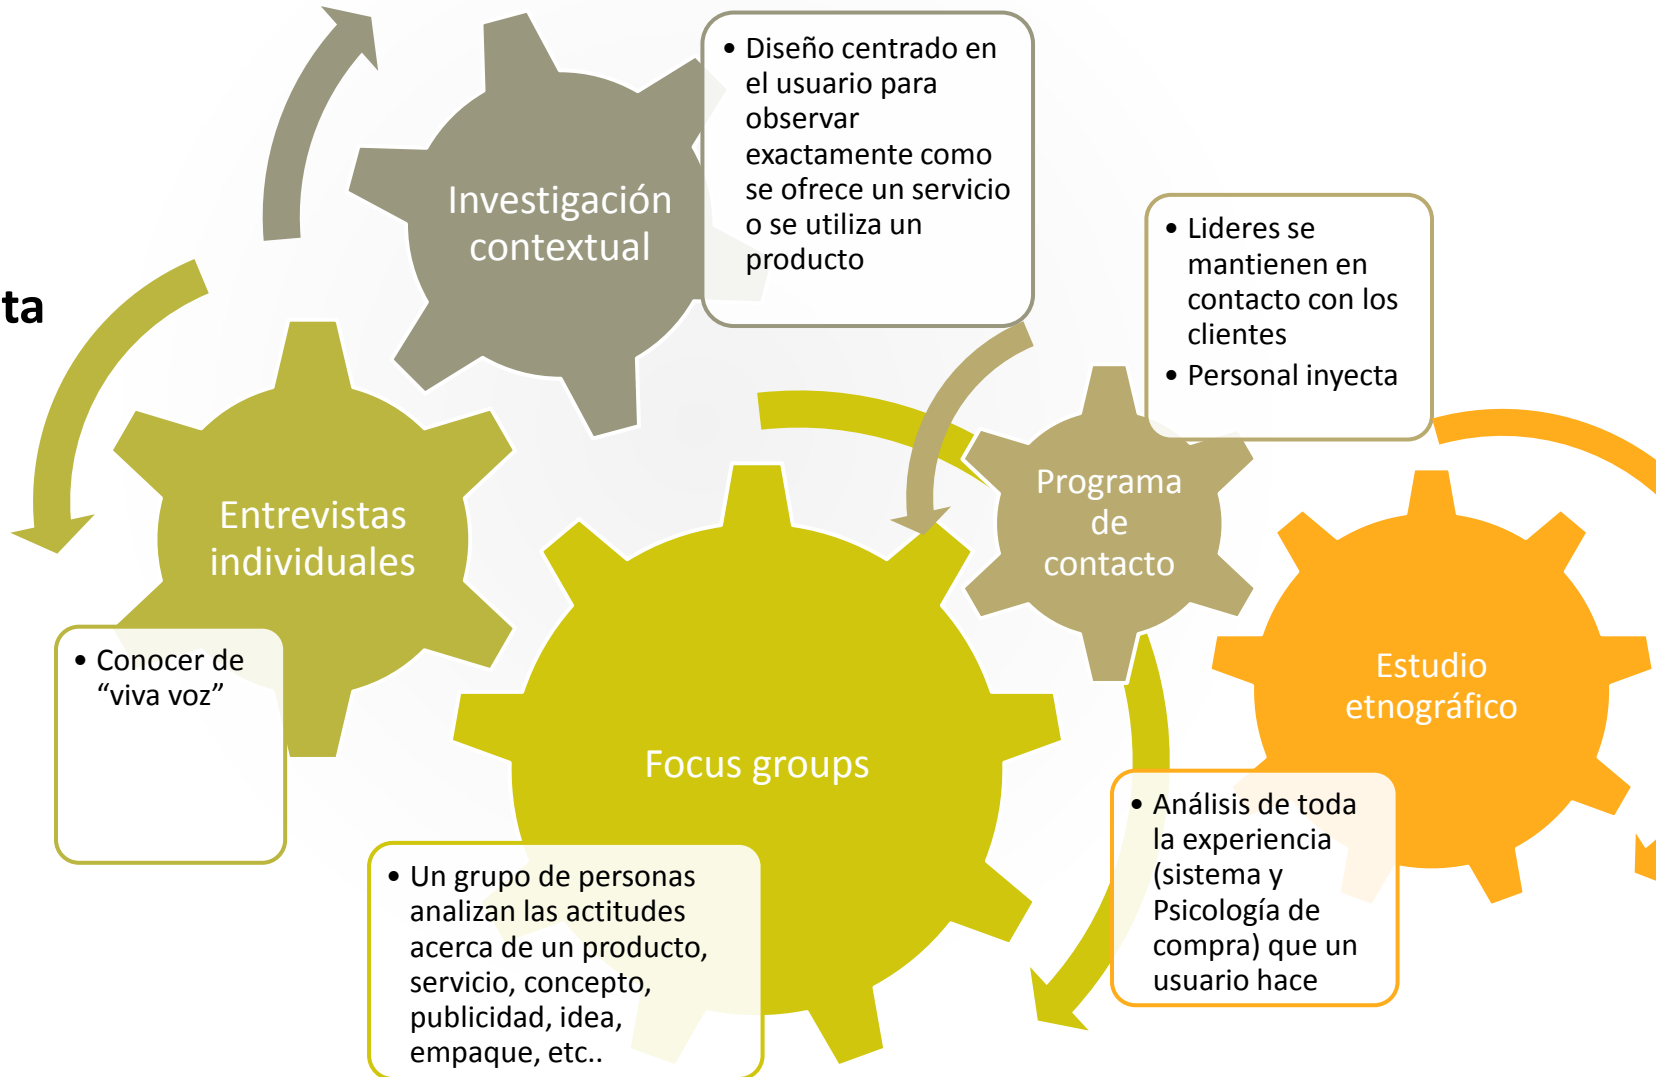 Investigación
contextual
• Diseño centrado en
el usuario para
observar
exactamente como
se ofrece un servicio
o se utiliza un
producto
ta
Entrevistas
individuales
• Conocer de
“viva voz”
Focus groups
• Un grupo de personas
analizan las actitudes
acerca de un producto,
servicio, concepto,
publicidad, idea,
empaque, etc..
Programa
de
contacto
• Lideres se
mantienen en
contacto con los
clientes
• Personal inyecta
Estudio
etnográfico
• Análisis de toda
la experiencia
(sistema y
Psicología de
compra) que un
usuario hace